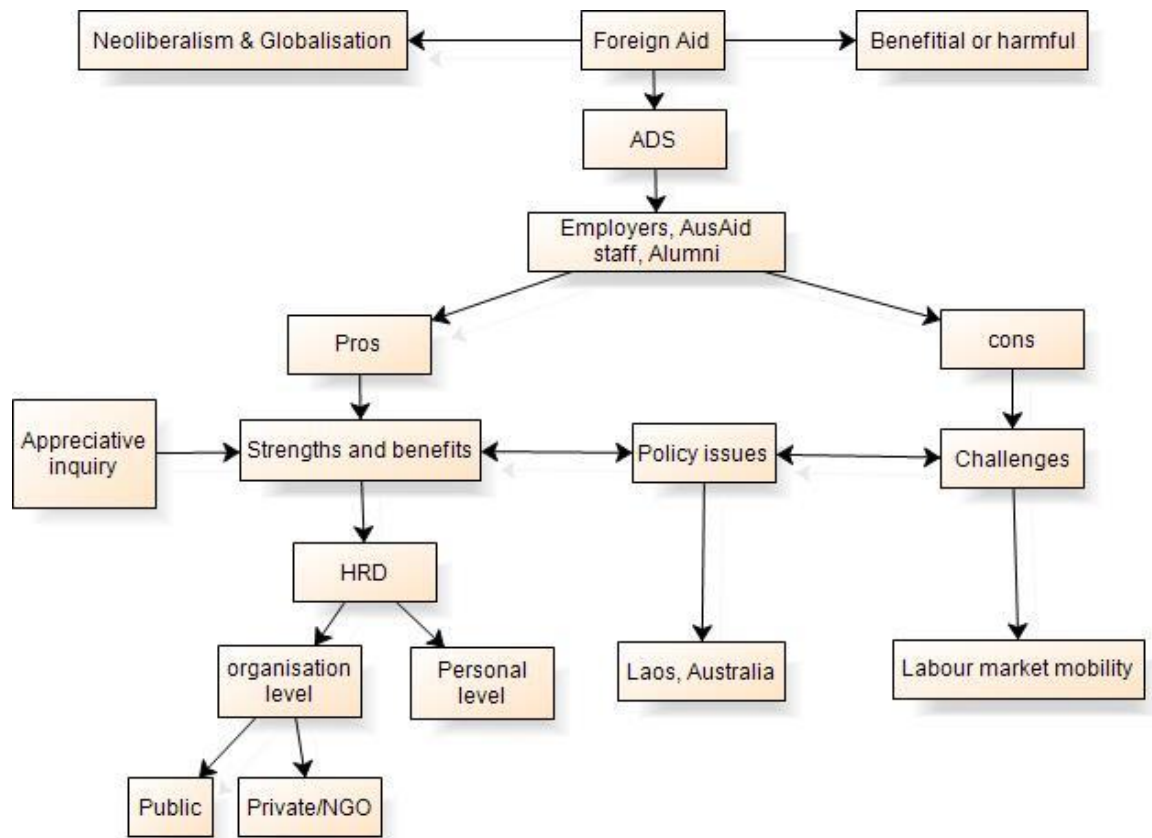 Neoliberalism & Globalisation
Foreign Aid
Benefitial or harmful
ADS
Employers, AusAid
staff, Alumni
Pros
cons
Appreciative
inquiry
Strengths and benefits
Policy issues
Challenges
HRD
organisation
level
Personal
level
Laos, Australia
Labour market mobility
Public
Private/NGO